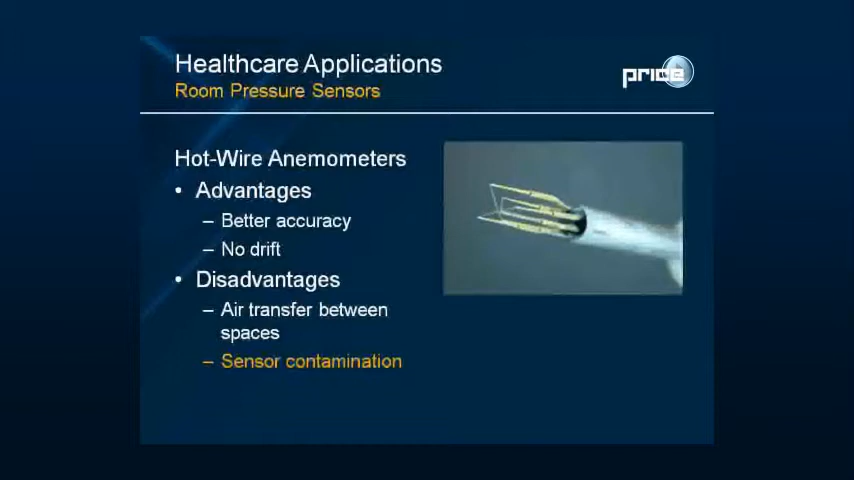 Healthcare Applications
Room Pressure Sensors
price
Hot-Wire Anemometers
• Advantages
– Better accuracy
– No drift
• Disadvantages
– Air transfer between
spaces
– Sensor contamination